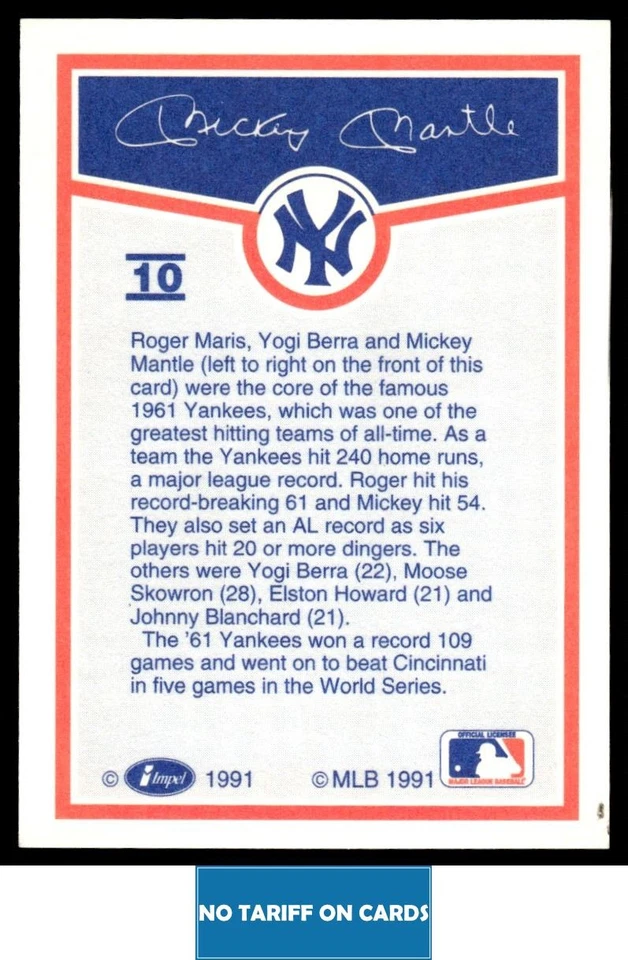 Mickey Mantle
NY
10
Roger Maris, Yogi Berra and Mickey
Mantle (left to right on the front of this
card) were the core of the famous
1961 Yankees, which was one of the
greatest hitting teams of all-time. As a
team the Yankees hit 240 home runs,
a major league record. Roger hit his
record-breaking 61 and Mickey hit 54.
They also set an AL record as six
players hit 20 or more dingers. The
others were Yogi Berra (22), Moose
Skowron (28), Elston Howard (21) and
Johnny Blanchard (21).
The '61 Yankees won a record 109
games and went on to beat Cincinnati
in five games in the World Series.
OFFICIAL LICENSEE
MAJOR LEAGUE BASEBALL
© Impel 1991 © MLB 1991
NO TARIFF ON CARDS